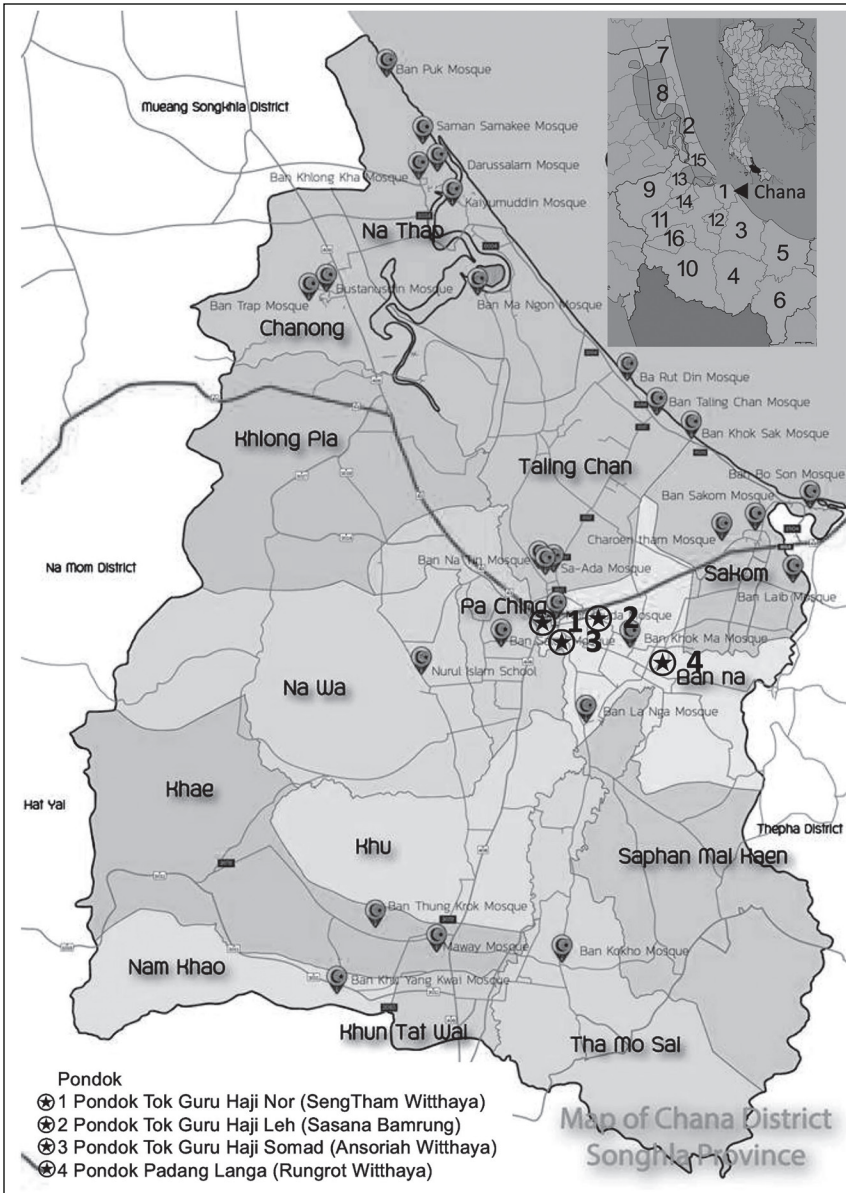 7
8
2
15
13
1
Chana
9
14
12
11
3
16
5
10
4
6
Ban Puk Mosque
Mueang Songkhla District
Saman Samakee Mosque
Darussalam Mosque
Ban Khlong Kha Mosque
Kaiyumuddin Mosque
Na Thap
Bustanusdin Mosque
Ban Trap Mosque
Ban Ma Ngon Mosque
Chanong
Ba Rut Din Mosque
Ban Taling Chan Mosque
Khlong Pla
Ban Khok Sak Mosque
Taling Chan
Ban Bo Son Mosque
Ban Sakom Mosque
Charoen tham Mosque
Ban Na Tin Mosque
Sa-Ada Mosque
Na Mom District
Sakom
Ban Laib Mosque
Pa Ching
Mosque
1
2
Ban Mosque
3
Ban Khok Ma Mosque
Nurul Islam School
4
Ban na
Na Wa
Ban La Nga Mosque
Khae
Hat Yai
Thepha District
Khu
Saphan Mai Kaen
Ban Thung Krok Mosque
Maway Mosque
Ban Kokho Mosque
Nam Khao
Ban Khu Yang Kwai Mosque
Khun Tat Wai
Tha Mo Sai
Pondok
1 Pondok Tok Guru Haji Nor (SengTham Witthaya)
2 Pondok Tok Guru Haji Leh (Sasana Bamrung)
3 Pondok Tok Guru Haji Somad (Ansoriah Witthaya)
4 Pondok Padang Langa (Rungrot Witthaya)
Map of Chana District
Songhla Province